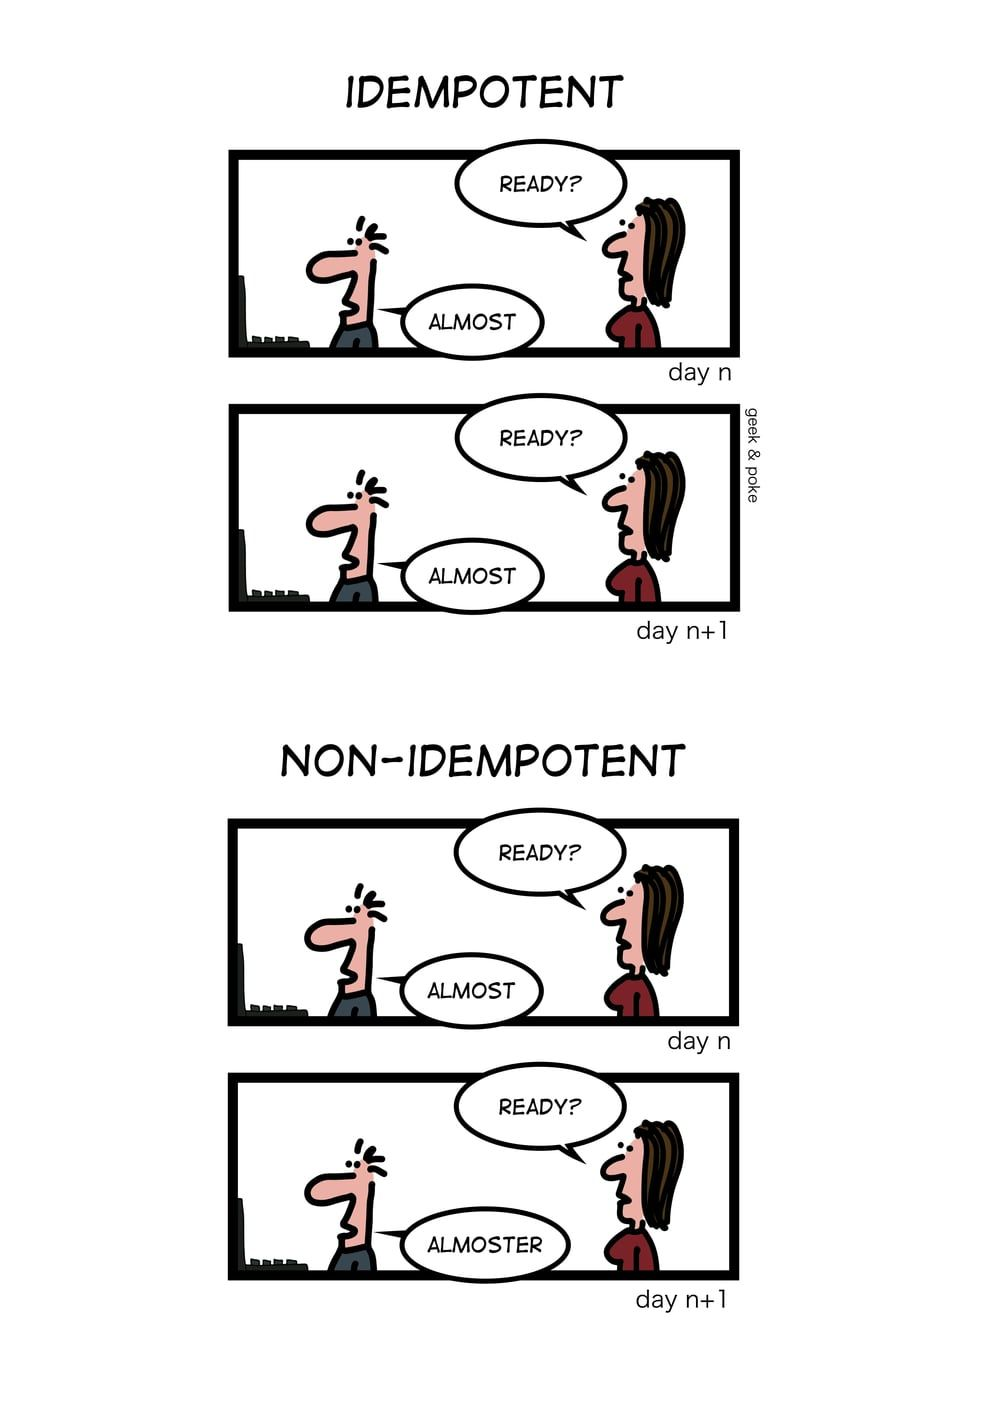 IDEMPOTENT
READY?
ALMOST
day n
READY?
ALMOST
day n+1
geek & poke
NON-IDEMPOTENT
READY?
ALMOST
day n
READY?
ALMOSTER
day n+1